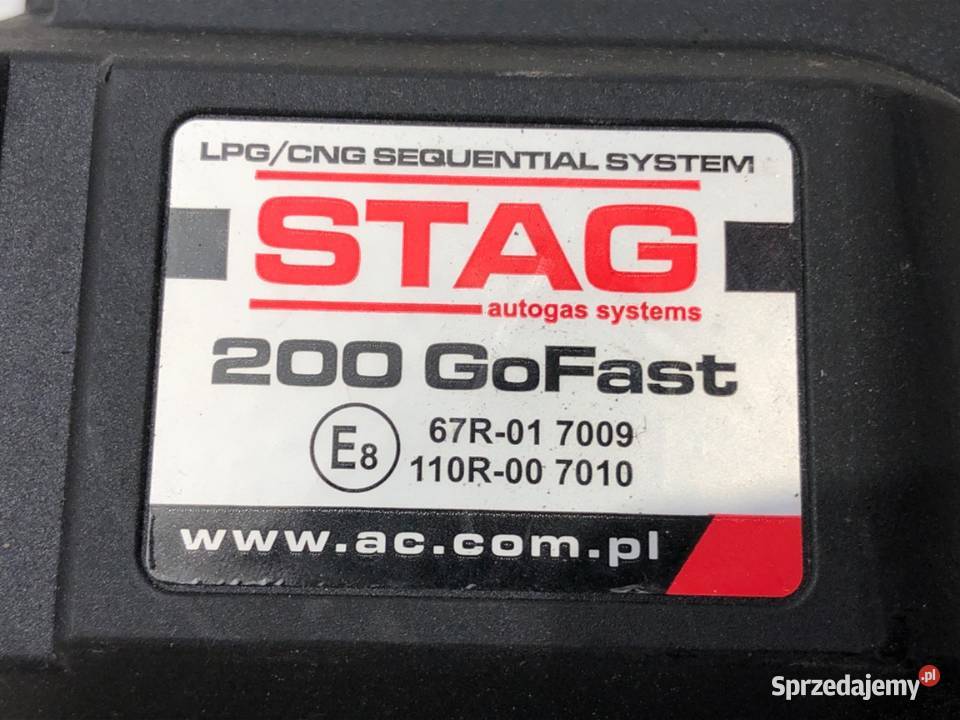 LPG/CNG SEQUENTIAL SYSTEM
STAG
autogas systems
200 GoFast
E8 67R-01 7009
110R-00 7010
www.ac.com.pl
Sprzedajemy.pl